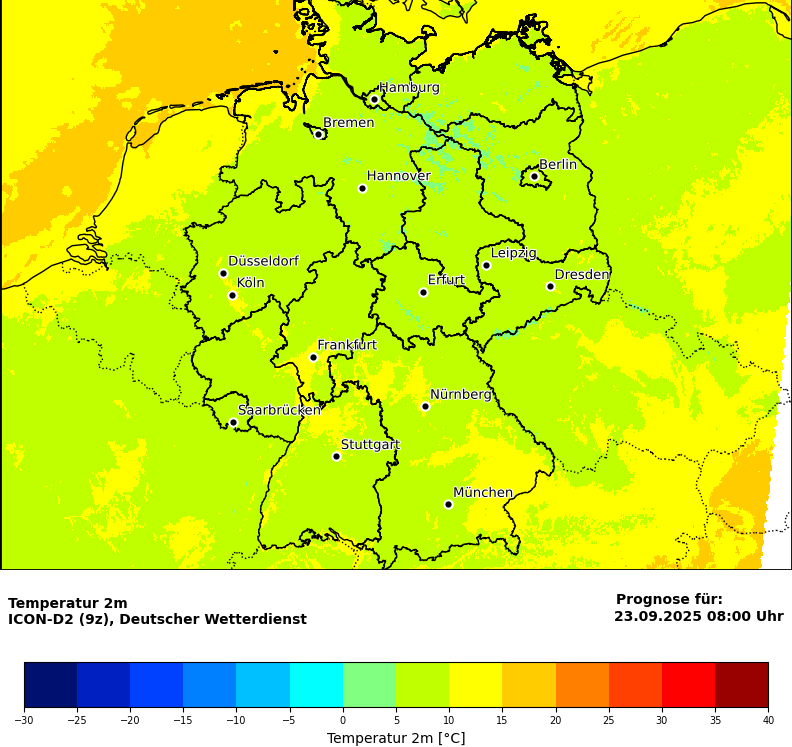 Hamburg
Bremen
Berlin
Hannover
Leipzig
Düsseldorf
Dresden
Köln
Erfurt
Frankfurt
Nürnberg
Saarbrücken
Stuttgart
München
Temperatur 2m
ICON-D2 (9z), Deutscher Wetterdienst
Prognose für:
23.09.2025 08:00 Uhr
−30 −25 −20 −15 −10 −5 0 5 10 15 20 25 30 35 40
Temperatur 2m [°C]